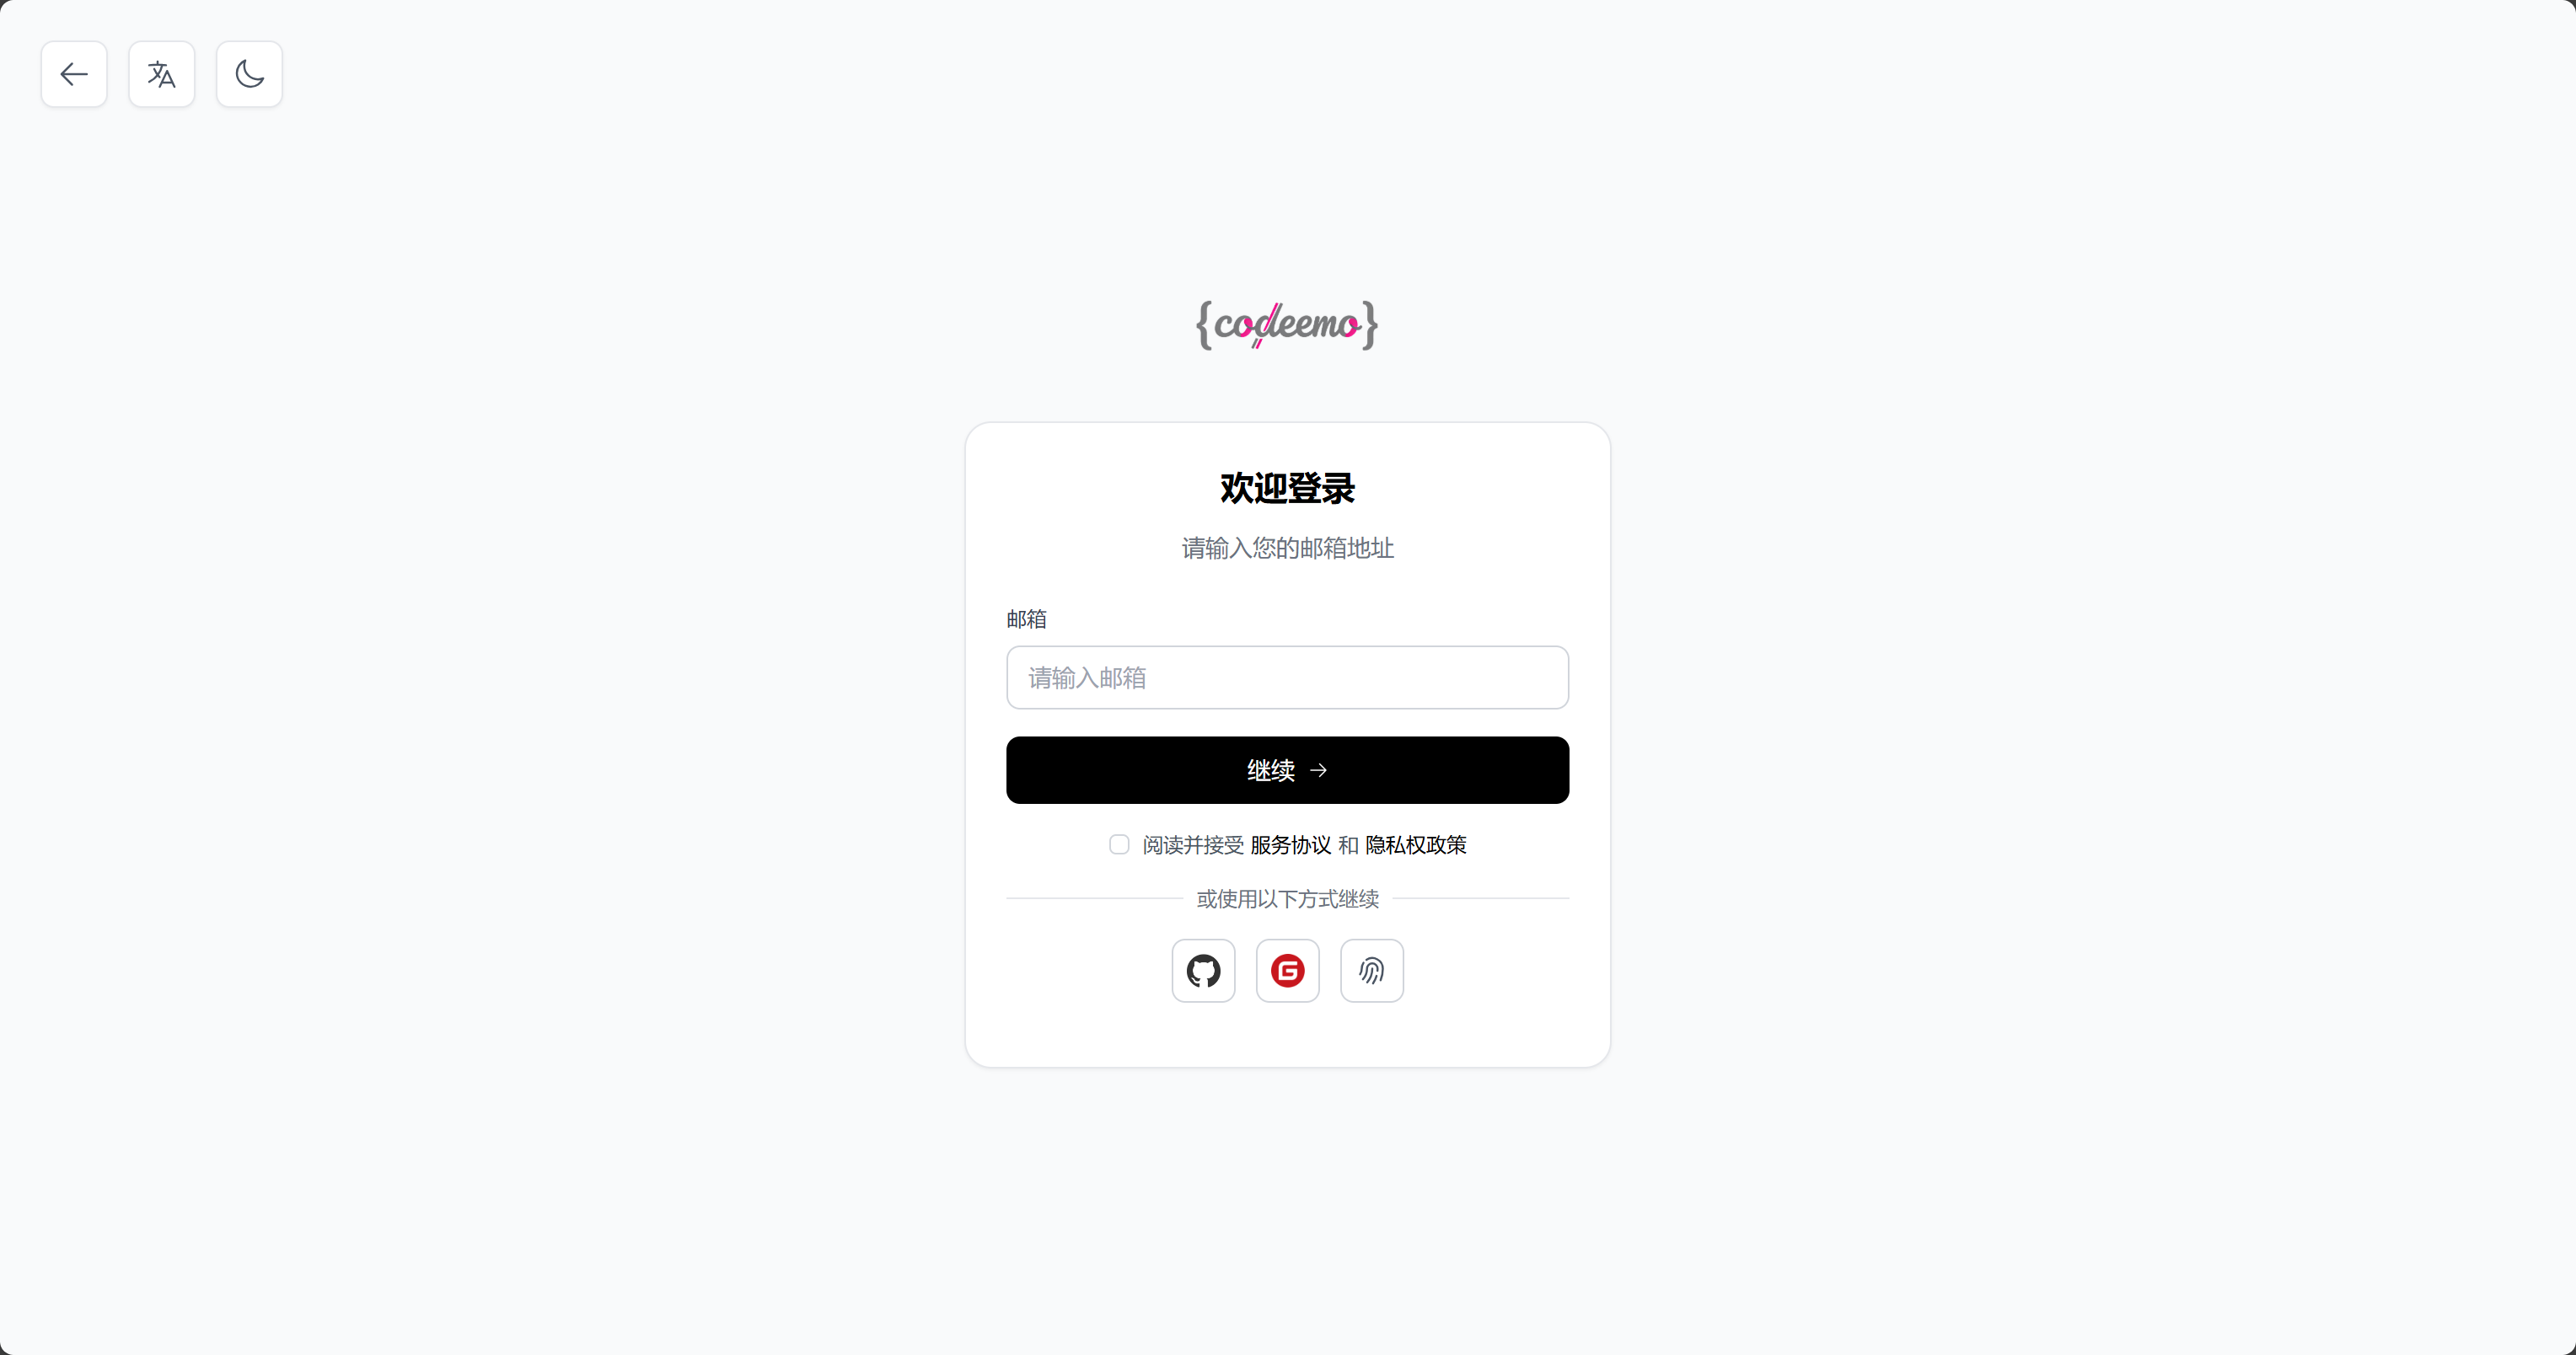 {codeemo}
欢迎登录
请输入您的邮箱地址
邮箱
请输入邮箱
继续 →
阅读并接受 服务协议 和 隐私权政策
或使用以下方式继续